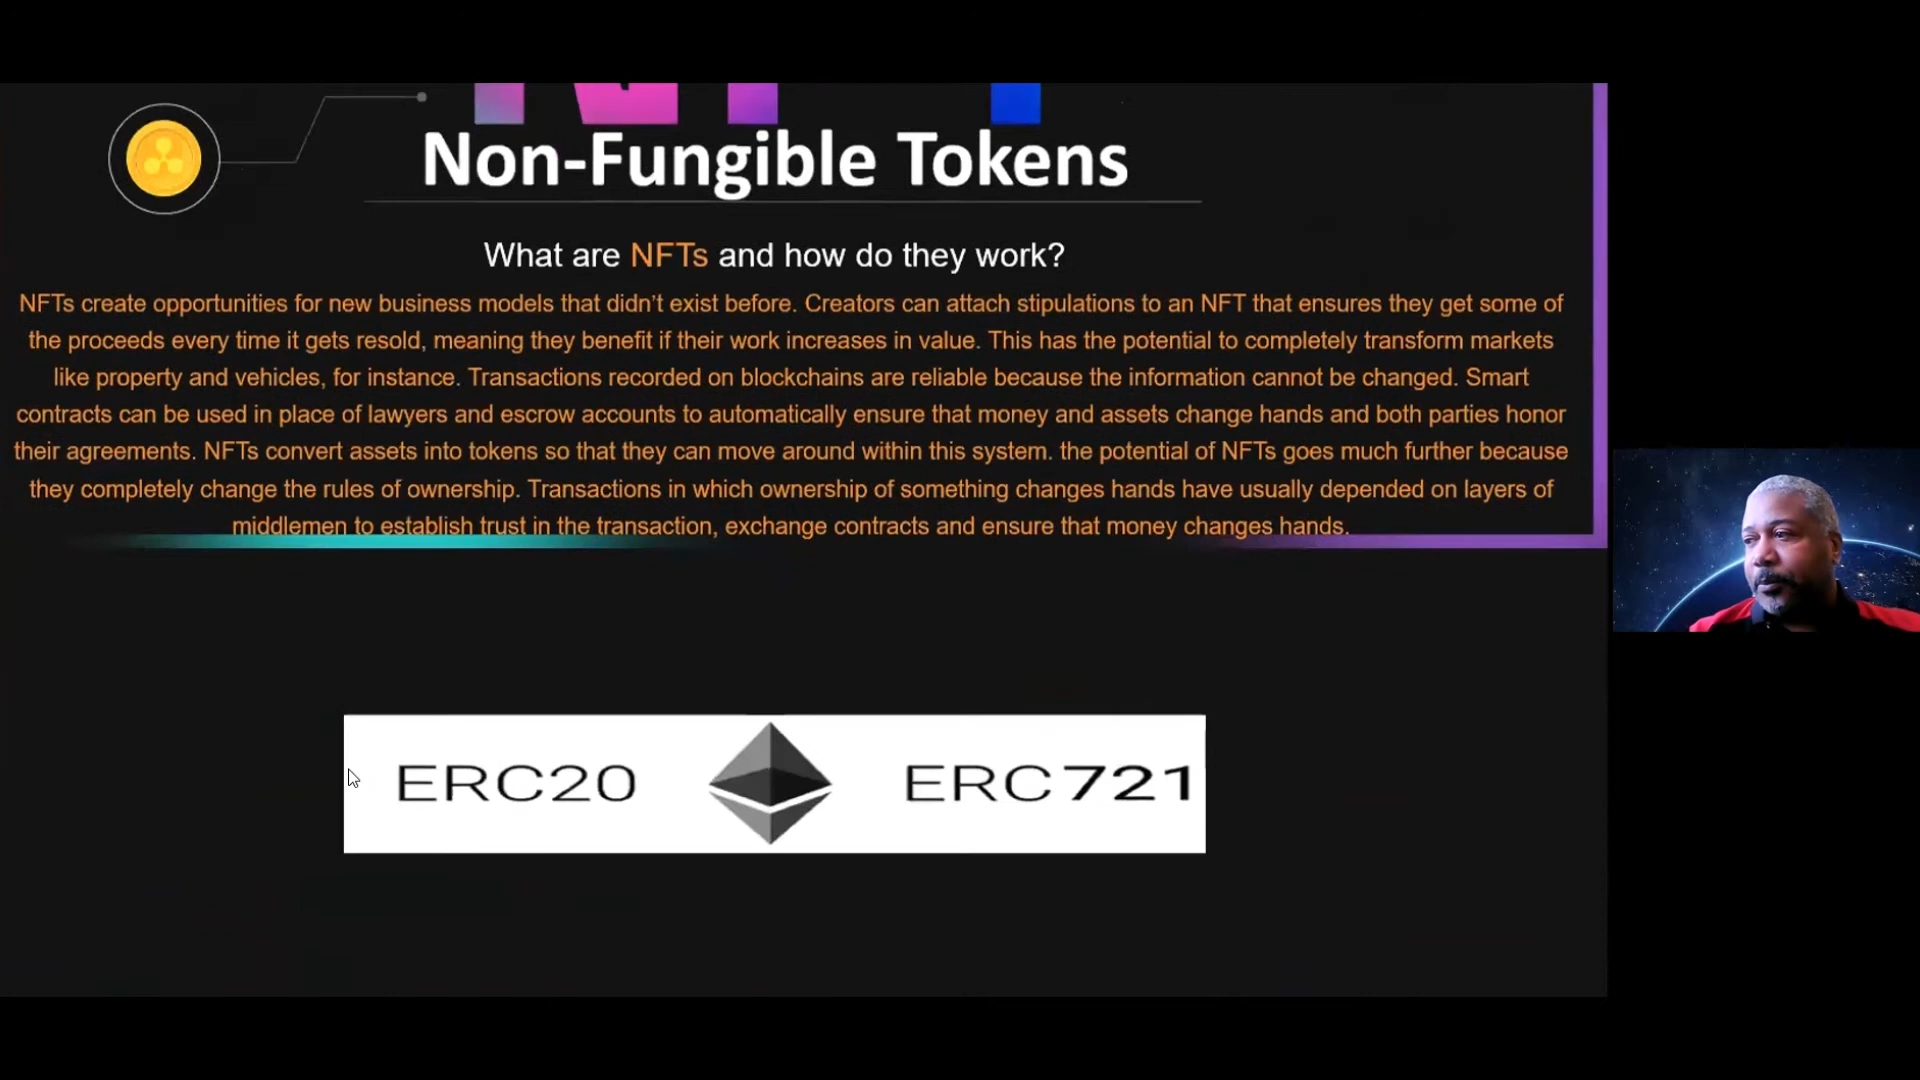 Non-Fungible Tokens
What are NFTs and how do they work?
NFTs create opportunities for new business models that didn't exist before. Creators can attach stipulations to an NFT that ensures they get some of
the proceeds every time it gets resold, meaning they benefit if their work increases in value. This has the potential to completely transform markets
like property and vehicles, for instance. Transactions recorded on blockchains are reliable because the information cannot be changed. Smart
contracts can be used in place of lawyers and escrow accounts to automatically ensure that money and assets change hands and both parties honor
their agreements. NFTs convert assets into tokens so that they can move around within this system. the potential of NFTs goes much further because
they completely change the rules of ownership. Transactions in which ownership of something changes hands have usually depended on layers of
middlemen to establish trust in the transaction, exchange contracts and ensure that money changes hands.
ERC20 ERC721